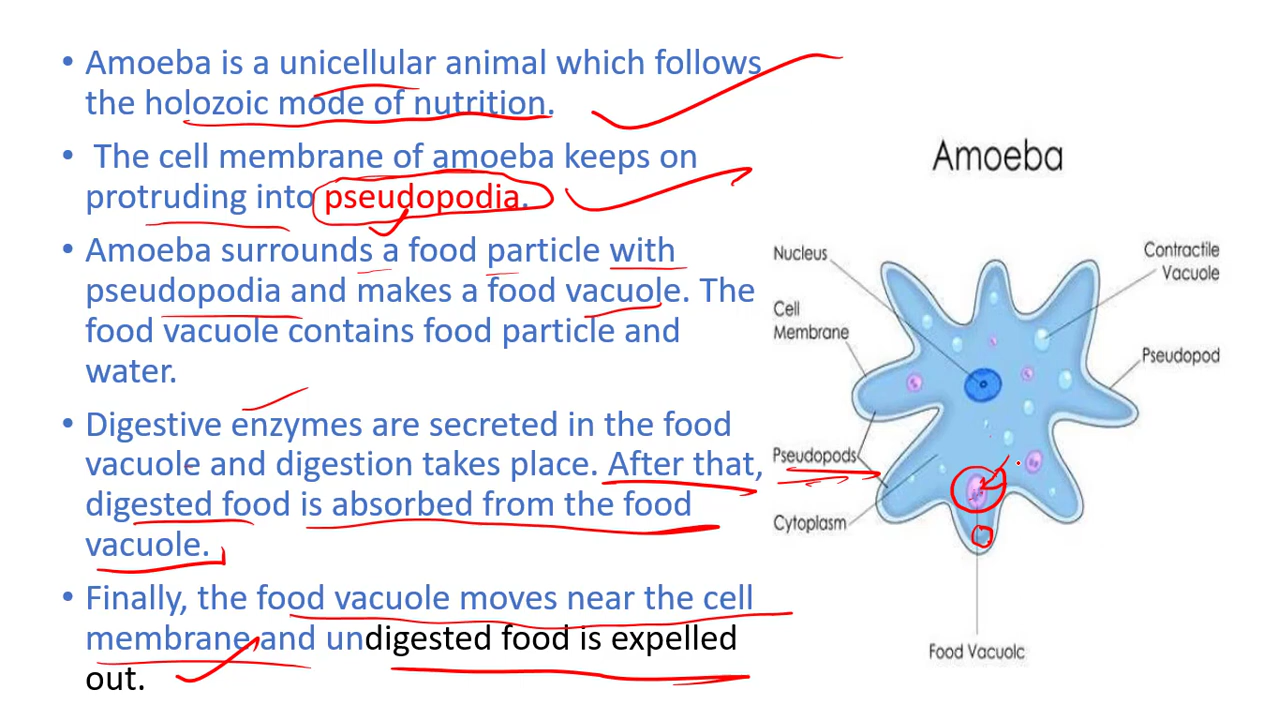 • Amoeba is a unicellular animal which follows
the holozoic mode of nutrition.
• The cell membrane of amoeba keeps on
protruding into pseudopodia.
• Amoeba surrounds a food particle with
pseudopodia and makes a food vacuole. The
food vacuole contains food particle and
water.
• Digestive enzymes are secreted in the food
vacuole and digestion takes place. After that,
digested food is absorbed from the food
vacuole.
• Finally, the food vacuole moves near the cell
membrane and undigested food is expelled
out.
Amoeba
Nucleus
Contractile
Vacuole
Cell
Membrane
Pseudopod
Pseudopods
Cytoplasm
Food Vacuolc